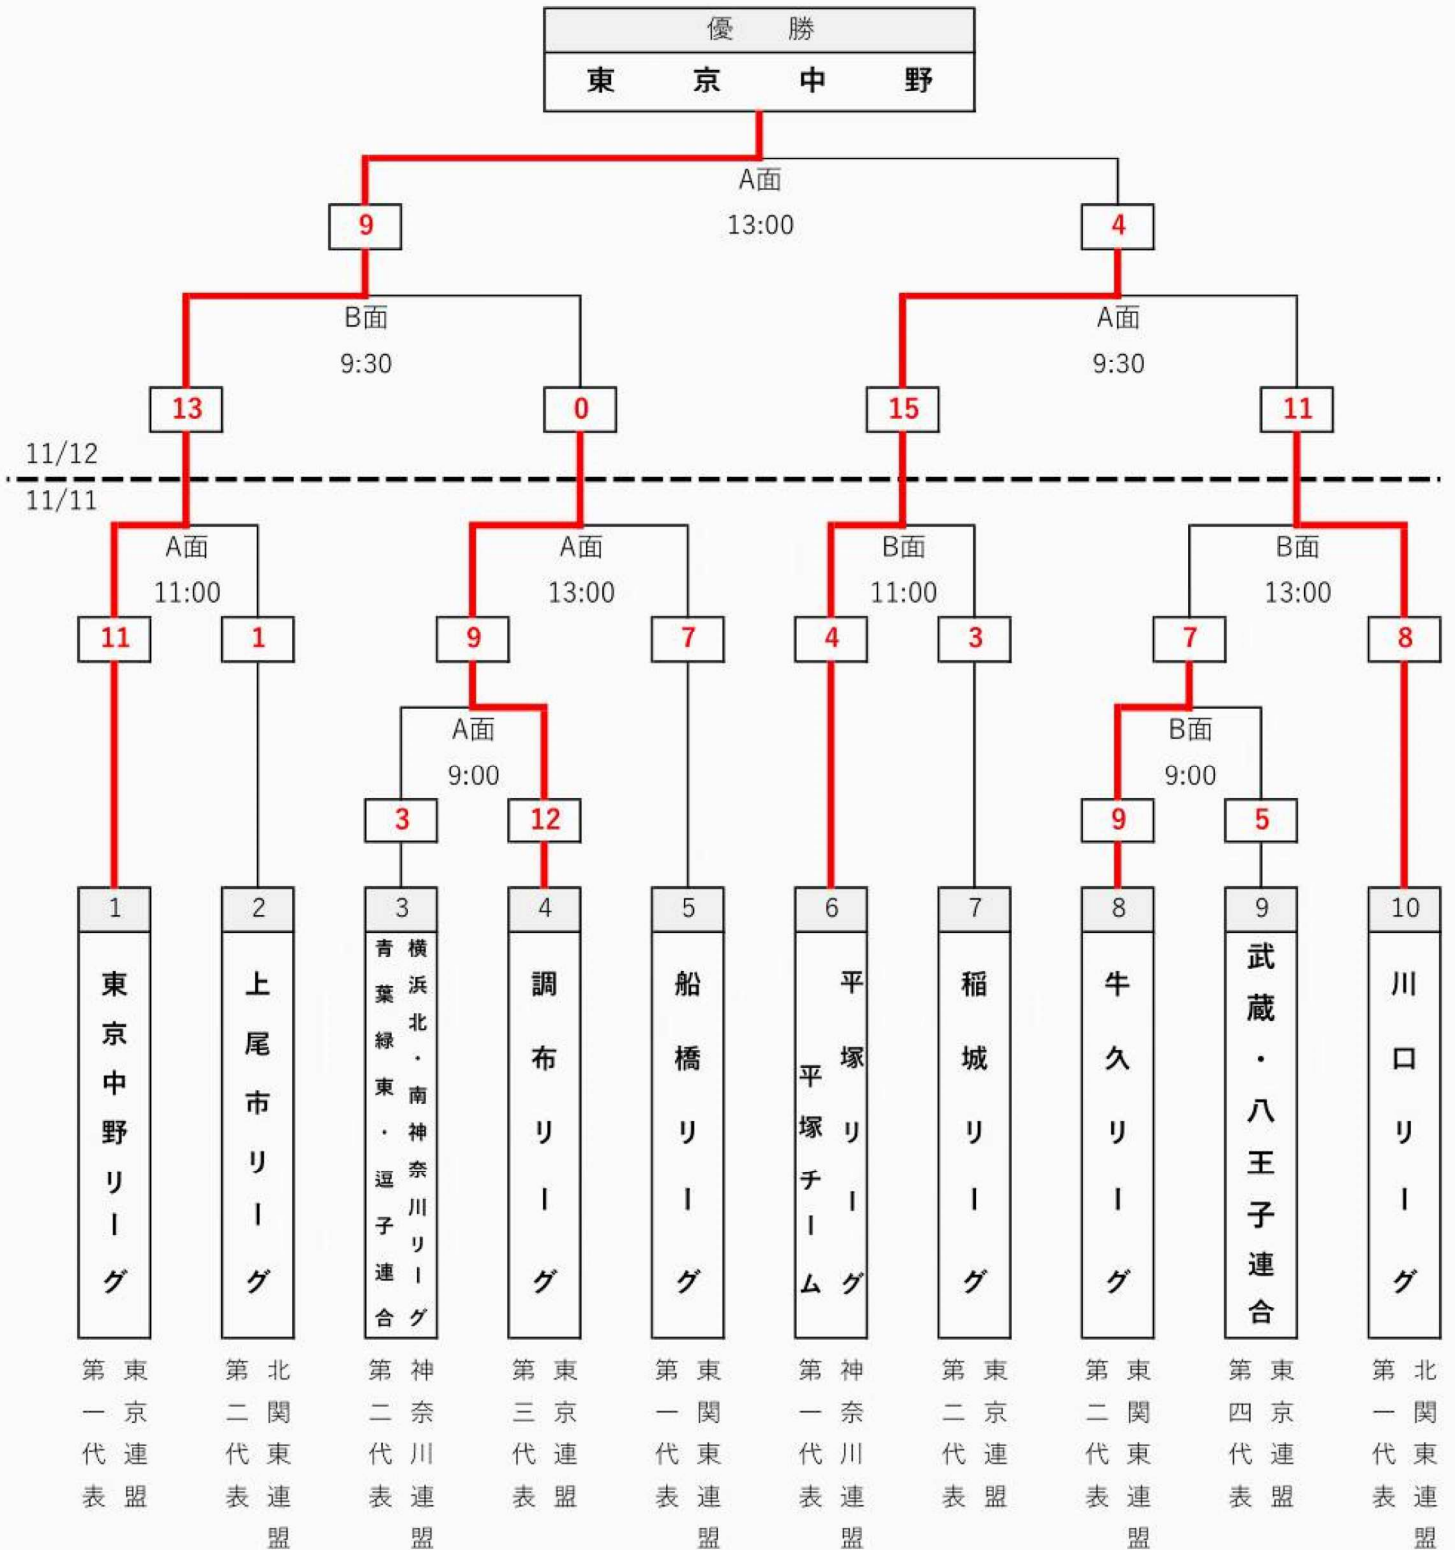 優 勝
東 京 中 野
A面
13:00
9
4
B面
9:30
A面
9:30
13
0
15
11
11/12
11/11
A面
11:00
A面
13:00
B面
11:00
B面
13:00
11
1
9
7
4
3
7
8
A面
9:00
B面
9:00
3
12
9
5
1
2
3
4
5
6
7
8
9
10
東京中野リーグ
上尾市リーグ
横浜北・南神奈川リーグ
青葉緑東・逗子連合
調布リーグ
船橋リーグ
平塚リーグ
平塚チーム
稲城リーグ
牛久リーグ
武蔵・八王子連合
川口リーグ
東京連盟
第一代表
北関東連盟
第二代表
神奈川連盟
第二代表
東京連盟
第三代表
東関東連盟
第一代表
神奈川連盟
第一代表
東京連盟
第二代表
東関東連盟
第二代表
東京連盟
第四代表
北関東連盟
第一代表